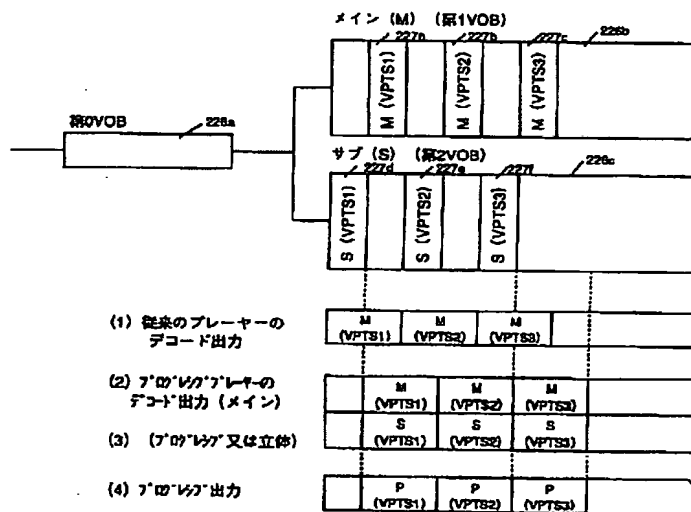 メイン (M) (第1VOB)
227a
227b
227c
226b
M (VPTS1)
M (VPTS2)
M (VPTS3)
第0VOB
226a
サブ (S) (第2VOB)
227d
227e
227f
226c
S (VPTS1)
S (VPTS2)
S (VPTS3)
(1) 従来のプレーヤーの
デコード出力
M
(VPTS1)
M
(VPTS2)
M
(VPTS3)
(2) プログレシブプレーヤーの
デコード出力 (メイン)
M
(VPTS1)
M
(VPTS2)
M
(VPTS3)
(3) (プログレシブ又は立体)
S
(VPTS1)
S
(VPTS2)
S
(VPTS3)
(4) プログレシブ出力
P
(VPTS1)
P
(VPTS2)
P
(VPTS3)